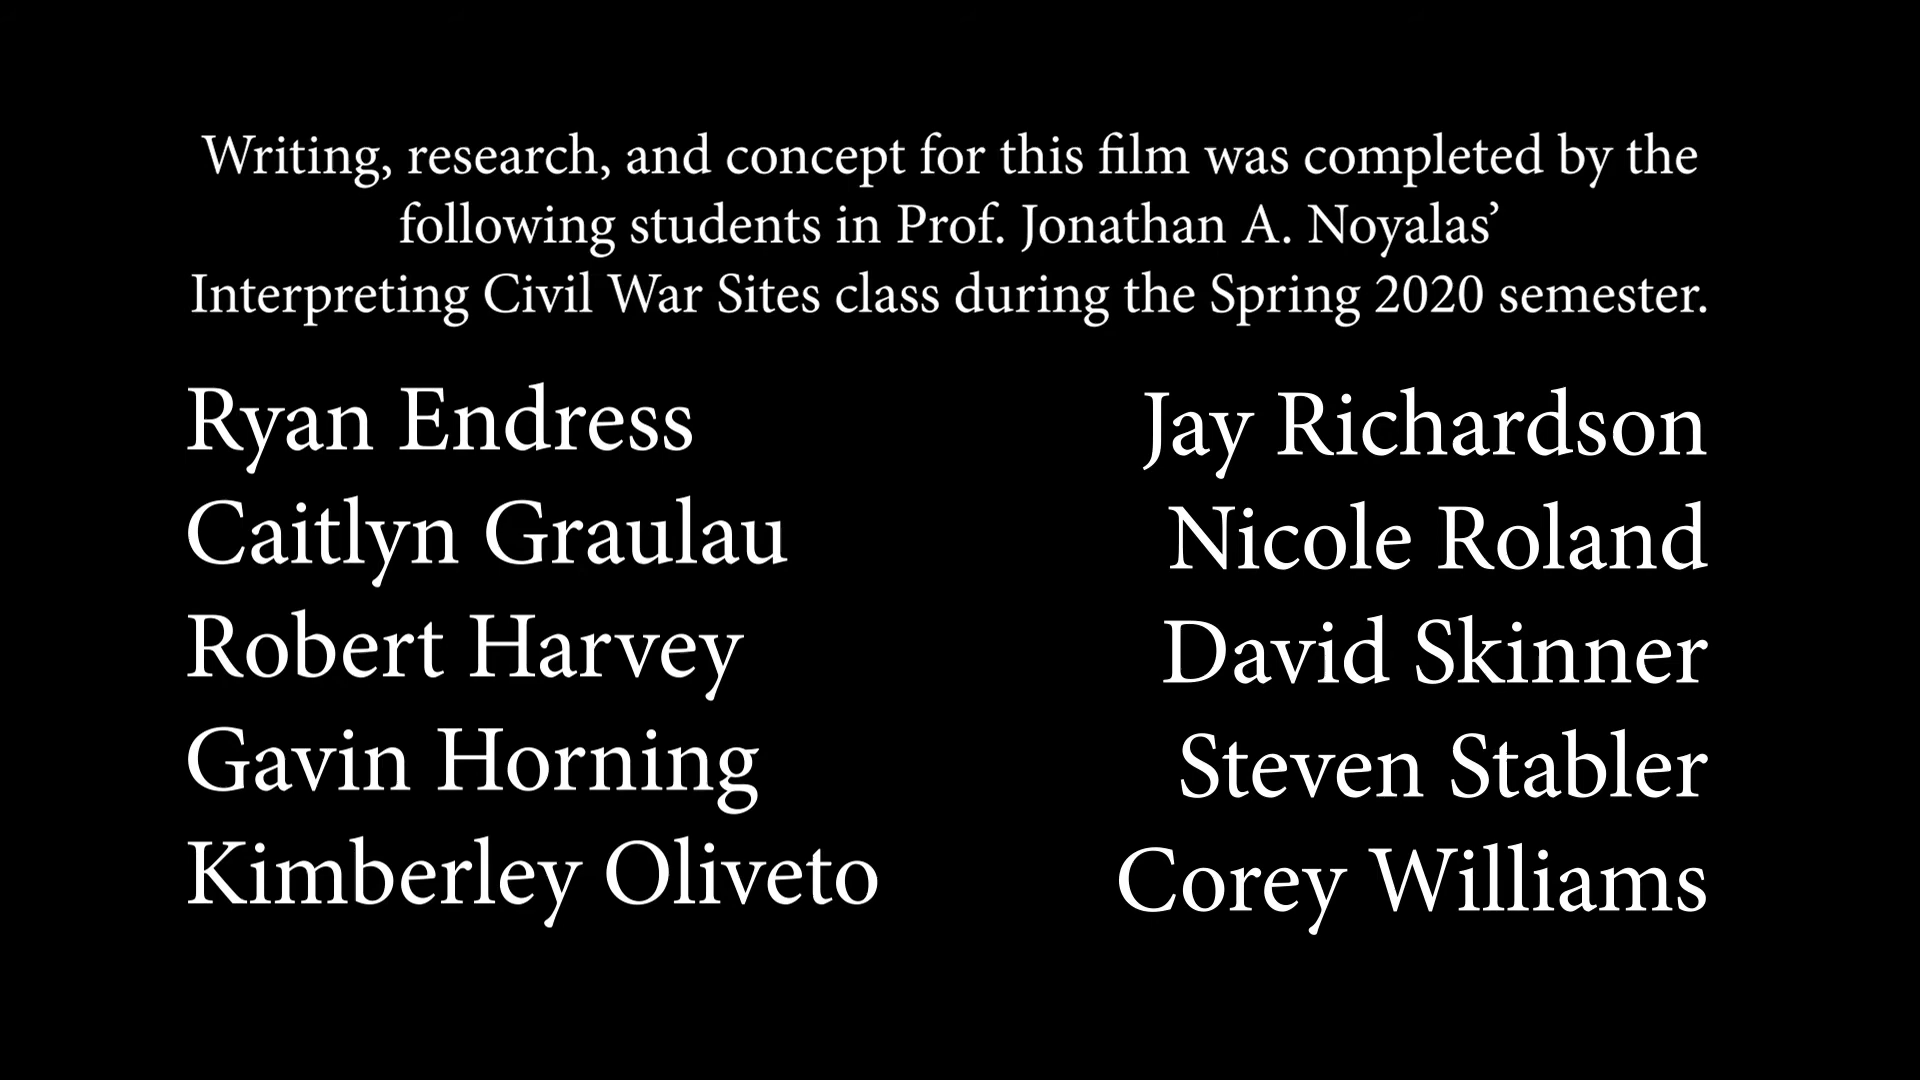 Writing, research, and concept for this film was completed by the
following students in Prof. Jonathan A. Noyalas’
Interpreting Civil War Sites class during the Spring 2020 semester.
Ryan Endress
Caitlyn Graulau
Robert Harvey
Gavin Horning
Kimberley Oliveto
Jay Richardson
Nicole Roland
David Skinner
Steven Stabler
Corey Williams